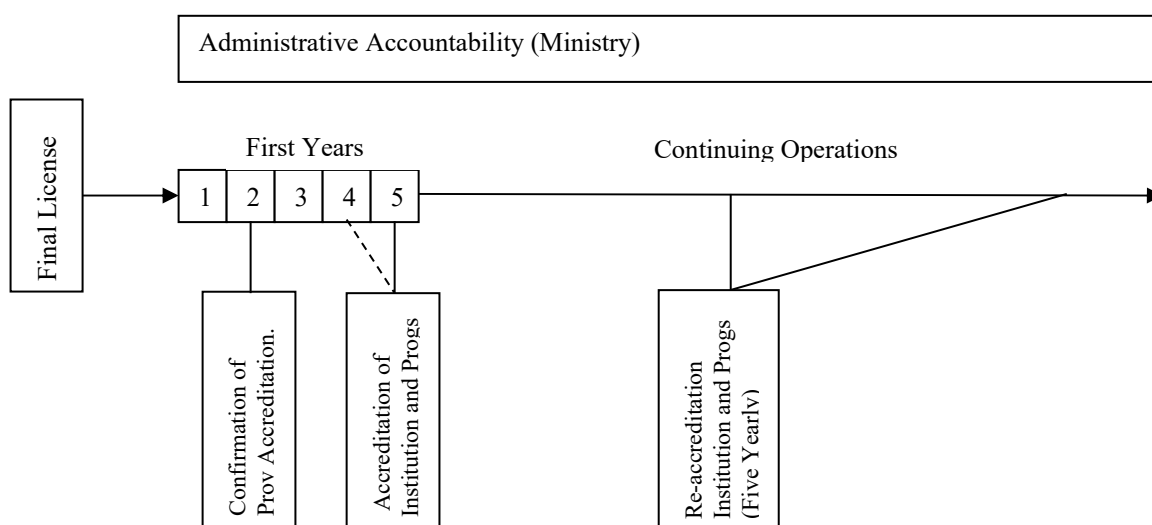 Administrative Accountability (Ministry)
Final License
First Years
Continuing Operations
1 2 3 4 5
Confirmation of
Prov Accreditation.
Accreditation of
Institution and Progs
Re-accreditation
Institution and Progs
(Five Yearly)